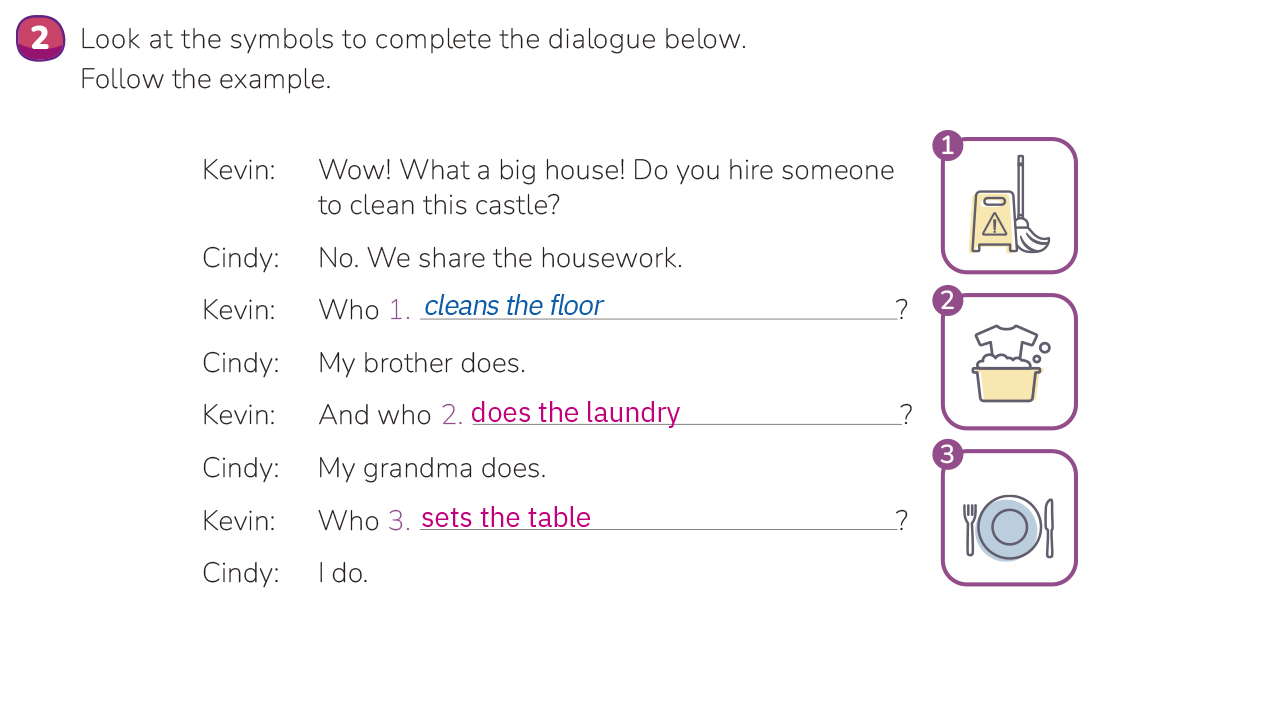 2 Look at the symbols to complete the dialogue below.
Follow the example.
Kevin: Wow! What a big house! Do you hire someone
to clean this castle?
Cindy: No. We share the housework.
Kevin: Who 1. cleans the floor ?
Cindy: My brother does.
Kevin: And who 2. does the laundry ?
Cindy: My grandma does.
Kevin: Who 3. sets the table ?
Cindy: I do.
1
2
3